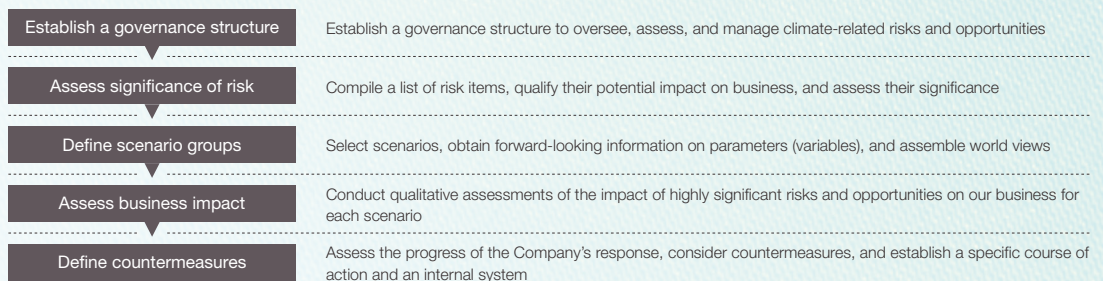 Establish a governance structure
Establish a governance structure to oversee, assess, and manage climate-related risks and opportunities
Assess significance of risk
Compile a list of risk items, qualify their potential impact on business, and assess their significance
Define scenario groups
Select scenarios, obtain forward-looking information on parameters (variables), and assemble world views
Assess business impact
Conduct qualitative assessments of the impact of highly significant risks and opportunities on our business for
each scenario
Define countermeasures
Assess the progress of the Company's response, consider countermeasures, and establish a specific course of
action and an internal system